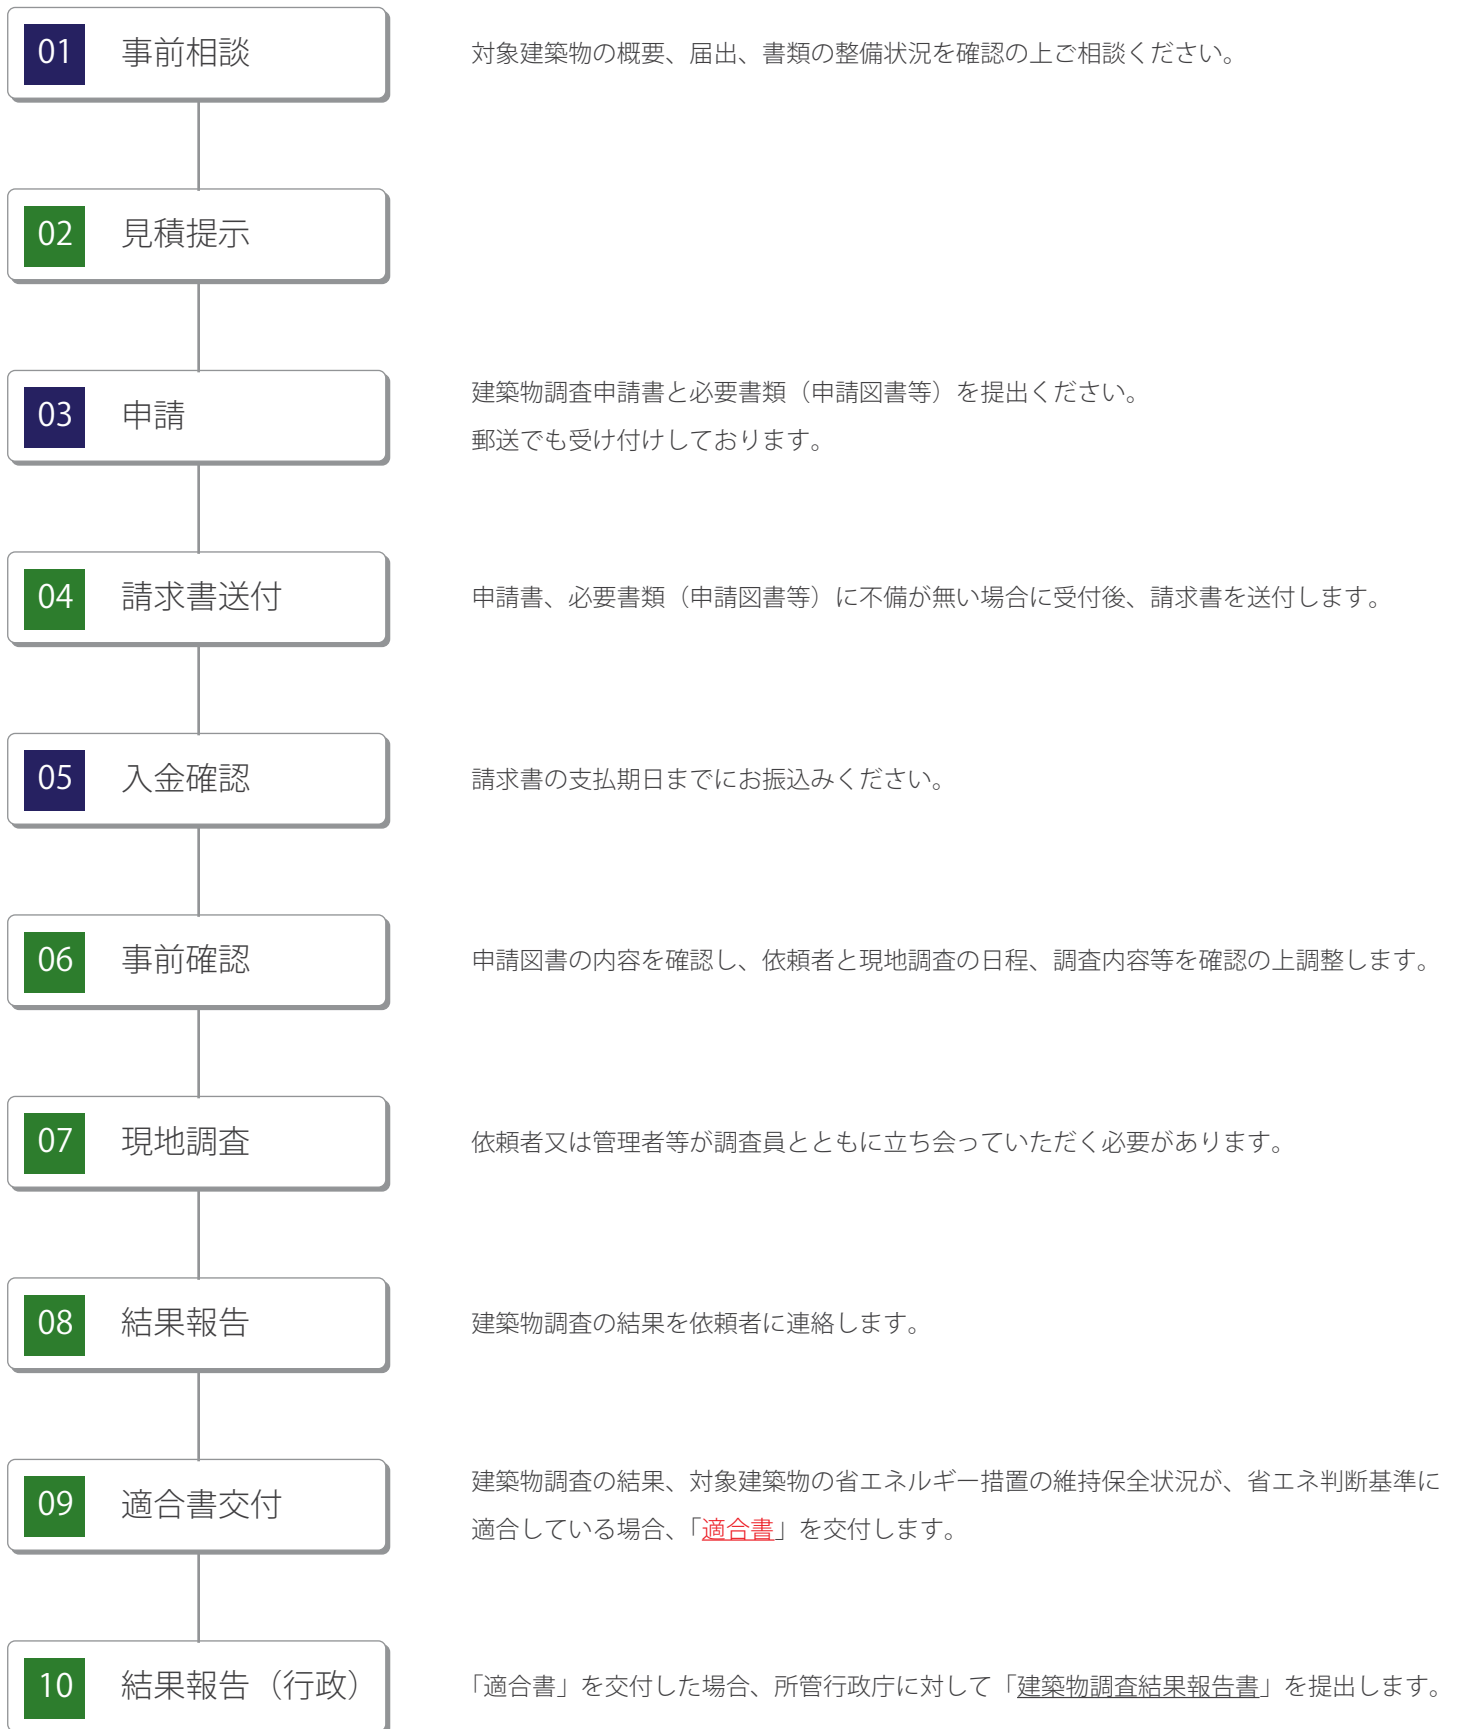 01 事前相談 対象建築物の概要、届出、書類の整備状況を確認の上ご相談ください。
02 見積提示
03 申請 建築物調査申請書と必要書類（申請図書等）を提出ください。
郵送でも受け付けしております。
04 請求書送付 申請書、必要書類（申請図書等）に不備が無い場合に受付後、請求書を送付します。
05 入金確認 請求書の支払期日までにお振込みください。
06 事前確認 申請図書の内容を確認し、依頼者と現地調査の日程、調査内容等を確認の上調整します。
07 現地調査 依頼者又は管理者等が調査員とともに立ち会っていただく必要があります。
08 結果報告 建築物調査の結果を依頼者に連絡します。
09 適合書交付 建築物調査の結果、対象建築物の省エネルギー措置の維持保全状況が、省エネ判断基準に
適合している場合、「適合書」を交付します。
10 結果報告（行政） 「適合書」を交付した場合、所管行政庁に対して「建築物調査結果報告書」を提出します。